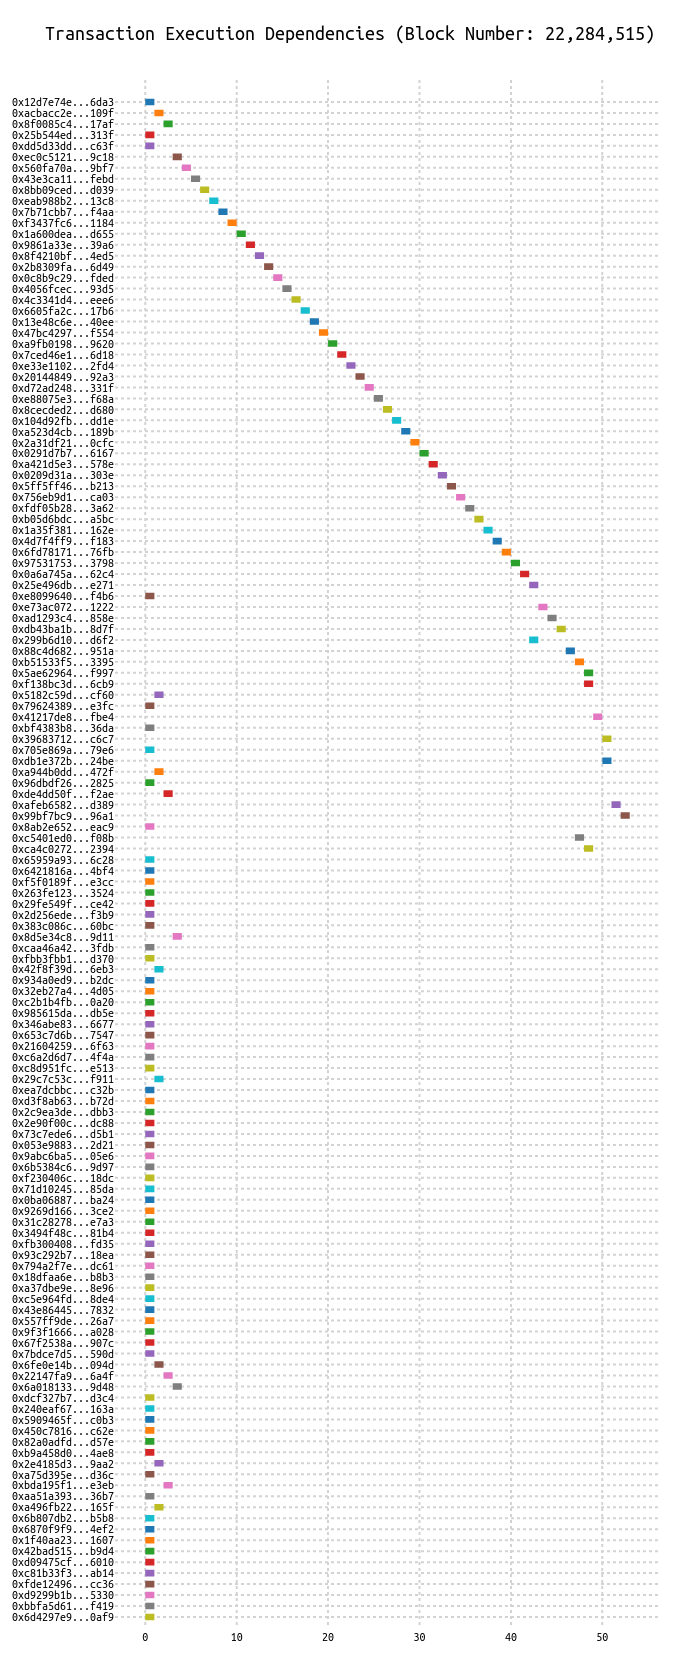 Transaction Execution Dependencies (Block Number: 22,284,515)
0x12d7e74e...6da3
0xacbacc2e...109f
0x8f0085c4...17af
0x25b544ed...313f
0xdd5d33dd...c63f
0xec0c5121...9c18
0x560fa70a...9bf7
0x43e3ca11...febd
0x8bb09ced...d039
0xeab988b2...13c8
0x7b71cbb7...f4aa
0xf3437fc6...1184
0x1a600dea...d655
0x9861a33e...39a6
0x8f4210bf...4ed5
0x2b8309fa...6d49
0x0c8b9c29...fded
0x4056fcec...93d5
0x4c3341d4...eee6
0x6605fa2c...17b6
0x13e48c6e...40ee
0x47bc4297...f554
0xa9fb0198...9620
0x7ced46e1...6d18
0xe33e1102...2fd4
0x20144849...92a3
0xd72ad248...331f
0xe88075e3...f68a
0x8cecded2...d680
0x104d92fb...dd1e
0xa523d4cb...189b
0x2a31df21...0cfc
0x0291d7b7...6167
0xa421d5e3...578e
0x0209d31a...303e
0x5ff5ff46...b213
0x756eb9d1...ca03
0xfdf05b28...3a62
0xb05d6bdc...a5bc
0x1a35f381...162e
0x4d7f4ff9...f183
0x6fd78171...76fb
0x97531753...3798
0x0a6a745a...62c4
0x25e496db...e271
0xe8099640...f4b6
0xe73ac072...1222
0xad1293c4...858e
0xdb43ba1b...8d7f
0x299b6d10...d6f2
0x88c4d682...951a
0xb51533f5...3395
0x5ae62964...f997
0xf138bc3d...6cb9
0x5182c59d...cf60
0x79624389...e3fc
0x41217de8...fbe4
0xbf4383b8...36da
0x39683712...c6c7
0x705e869a...79e6
0xdb1e372b...24be
0xa944b0dd...472f
0x96dbdf26...2825
0xde4dd50f...f2ae
0xafeb6582...d389
0x99bf7bc9...96a1
0x8ab2e652...eac9
0xc5401ed0...f08b
0xca4c0272...2394
0x65959a93...6c28
0x6421816a...4bf4
0xf5f0189f...e3cc
0x263fe123...3524
0x29fe549f...ce42
0x2d256ede...f3b9
0x383c086c...60bc
0x8d5e34c8...9d11
0xcaa46a42...3fdb
0xfbb3fbb1...d370
0x42f8f39d...6eb3
0x934a0ed9...b2dc
0x32eb27a4...4d05
0xc2b1b4fb...0a20
0x985615da...db5e
0x346abe83...6677
0x653c7d6b...7547
0x21604259...6f63
0xc6a2d6d7...4f4a
0xc8d951fc...e513
0x29c7c53c...f911
0xea7dcbbc...c32b
0xd3f8ab63...b72d
0x2c9ea3de...dbb3
0x2e90f00c...dc88
0x73c7ede6...d5b1
0x053e9883...2d21
0x9abc6ba5...05e6
0x6b5384c6...9d97
0xf230406c...18dc
0x71d10245...85da
0x0ba06887...ba24
0x9269d166...3ce2
0x31c28278...e7a3
0x3494f48c...81b4
0xfb300408...fd35
0x93c292b7...18ea
0x794a2f7e...dc61
0x18dfaa6e...b8b3
0xa37dbe9e...8e96
0xc5e964fd...8de4
0x43e86445...7832
0x557ff9de...26a7
0x9f3f1666...a028
0x67f2538a...907c
0x7bdce7d5...590d
0x6fe0e14b...094d
0x22147fa9...6a4f
0x6a018133...9d48
0xdcf327b7...d3c4
0x240eaf67...163a
0x5909465f...c0b3
0x450c7816...c62e
0x82a0adfd...d57e
0xb9a458d0...4ae8
0x2e4185d3...9aa2
0xa75d395e...d36c
0xbda195f1...e3eb
0xaa51a393...36b7
0xa496fb22...165f
0x6b807db2...b5b8
0x6870f9f9...4ef2
0x1f40aa23...1607
0x42bad515...b9d4
0xd09475cf...6010
0xc81b33f3...ab14
0xfde12496...cc36
0xd9299b1b...5330
0xbbfa5d61...f419
0x6d4297e9...0af9
0 10 20 30 40 50